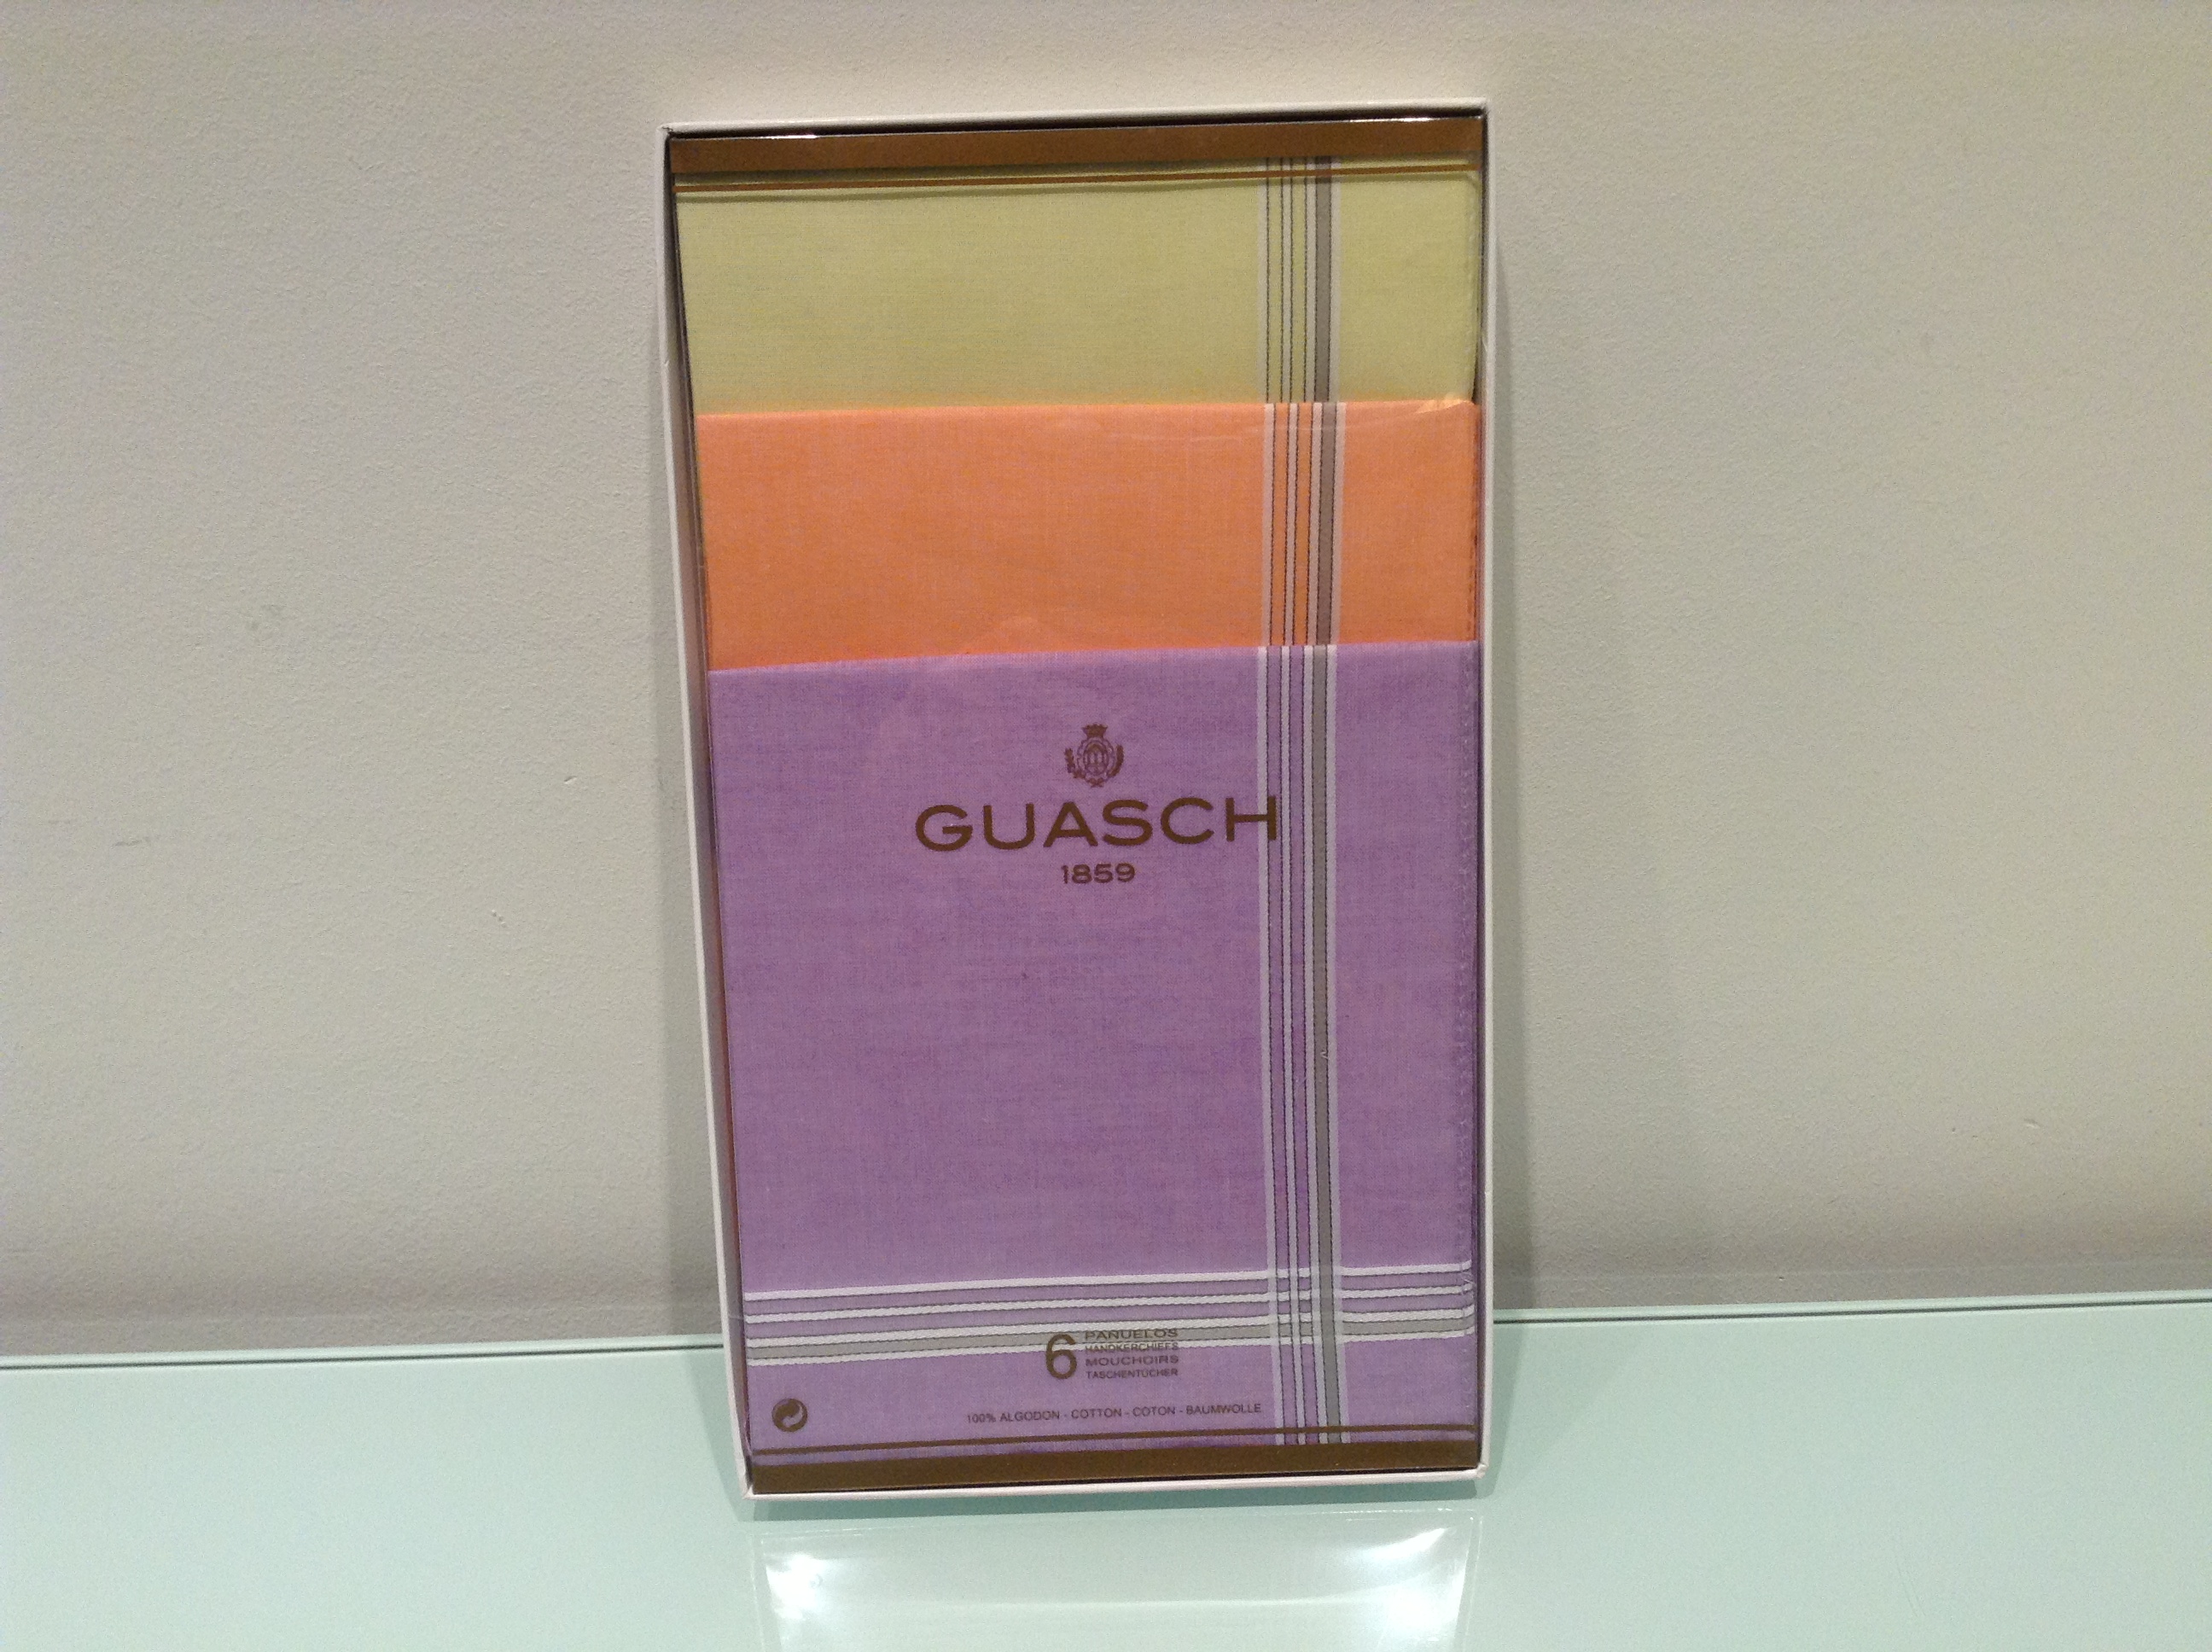 GUASCH
1859
6 PAÑUELOS
HANDKERCHIEFS
MOUCHOIRS
TASCHENTÜCHER
100% ALGODON - COTTON - COTON - BAUMWOLLE